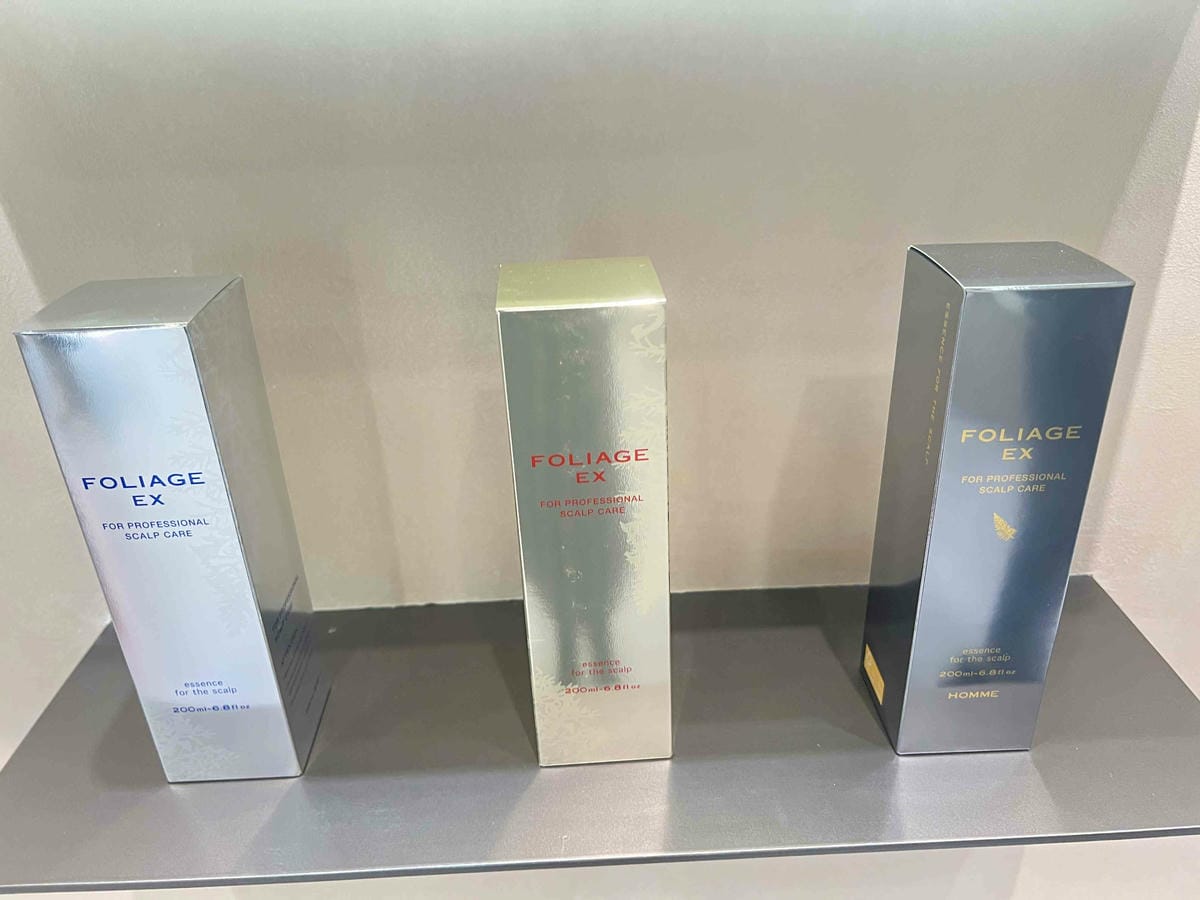 FOLIAGE
EX
FOR PROFESSIONAL
SCALP CARE
essence
for the scalp
200ml-6.8fl oz
FOLIAGE
EX
FOR PROFESSIONAL
SCALP CARE
essence
for the scalp
200ml-6.8fl oz
ESSENCE FOR THE SCALP
FOLIAGE
EX
FOR PROFESSIONAL
SCALP CARE
essence
for the scalp
200ml-6.8fl oz
HOMME